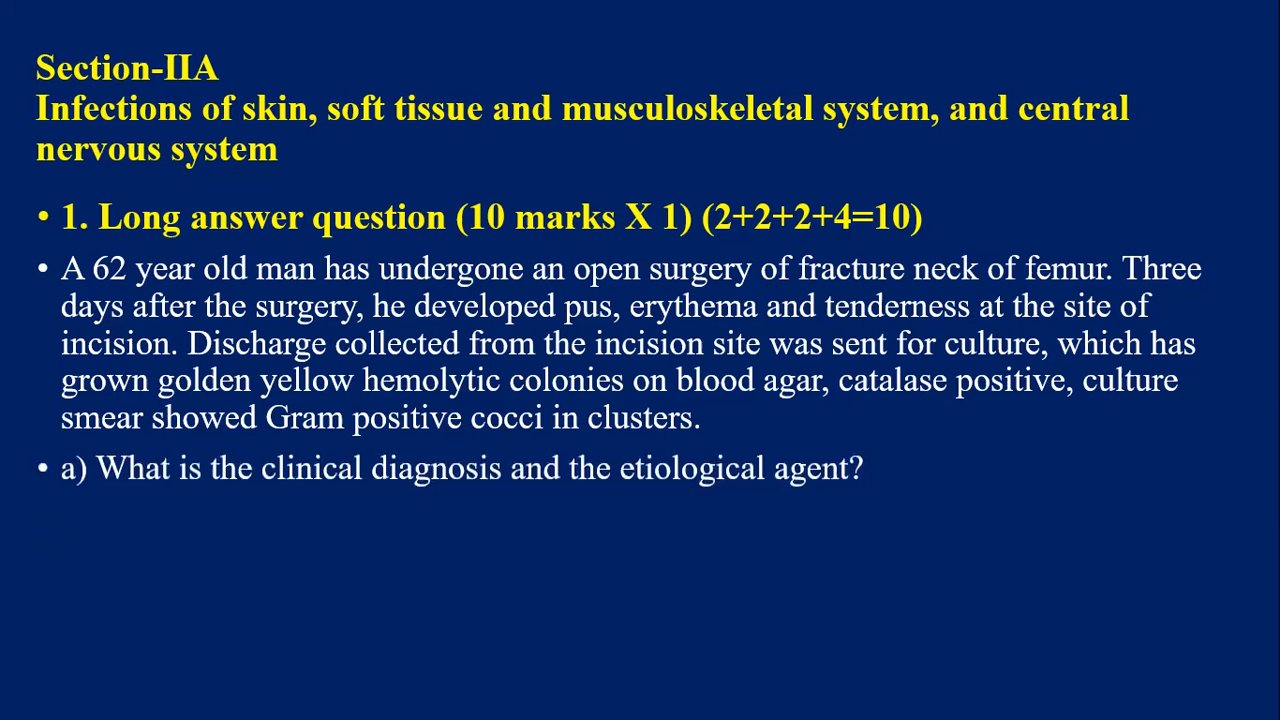 Section-IIA
Infections of skin, soft tissue and musculoskeletal system, and central
nervous system
• 1. Long answer question (10 marks X 1) (2+2+2+4=10)
• A 62 year old man has undergone an open surgery of fracture neck of femur. Three
days after the surgery, he developed pus, erythema and tenderness at the site of
incision. Discharge collected from the incision site was sent for culture, which has
grown golden yellow hemolytic colonies on blood agar, catalase positive, culture
smear showed Gram positive cocci in clusters.
• a) What is the clinical diagnosis and the etiological agent?